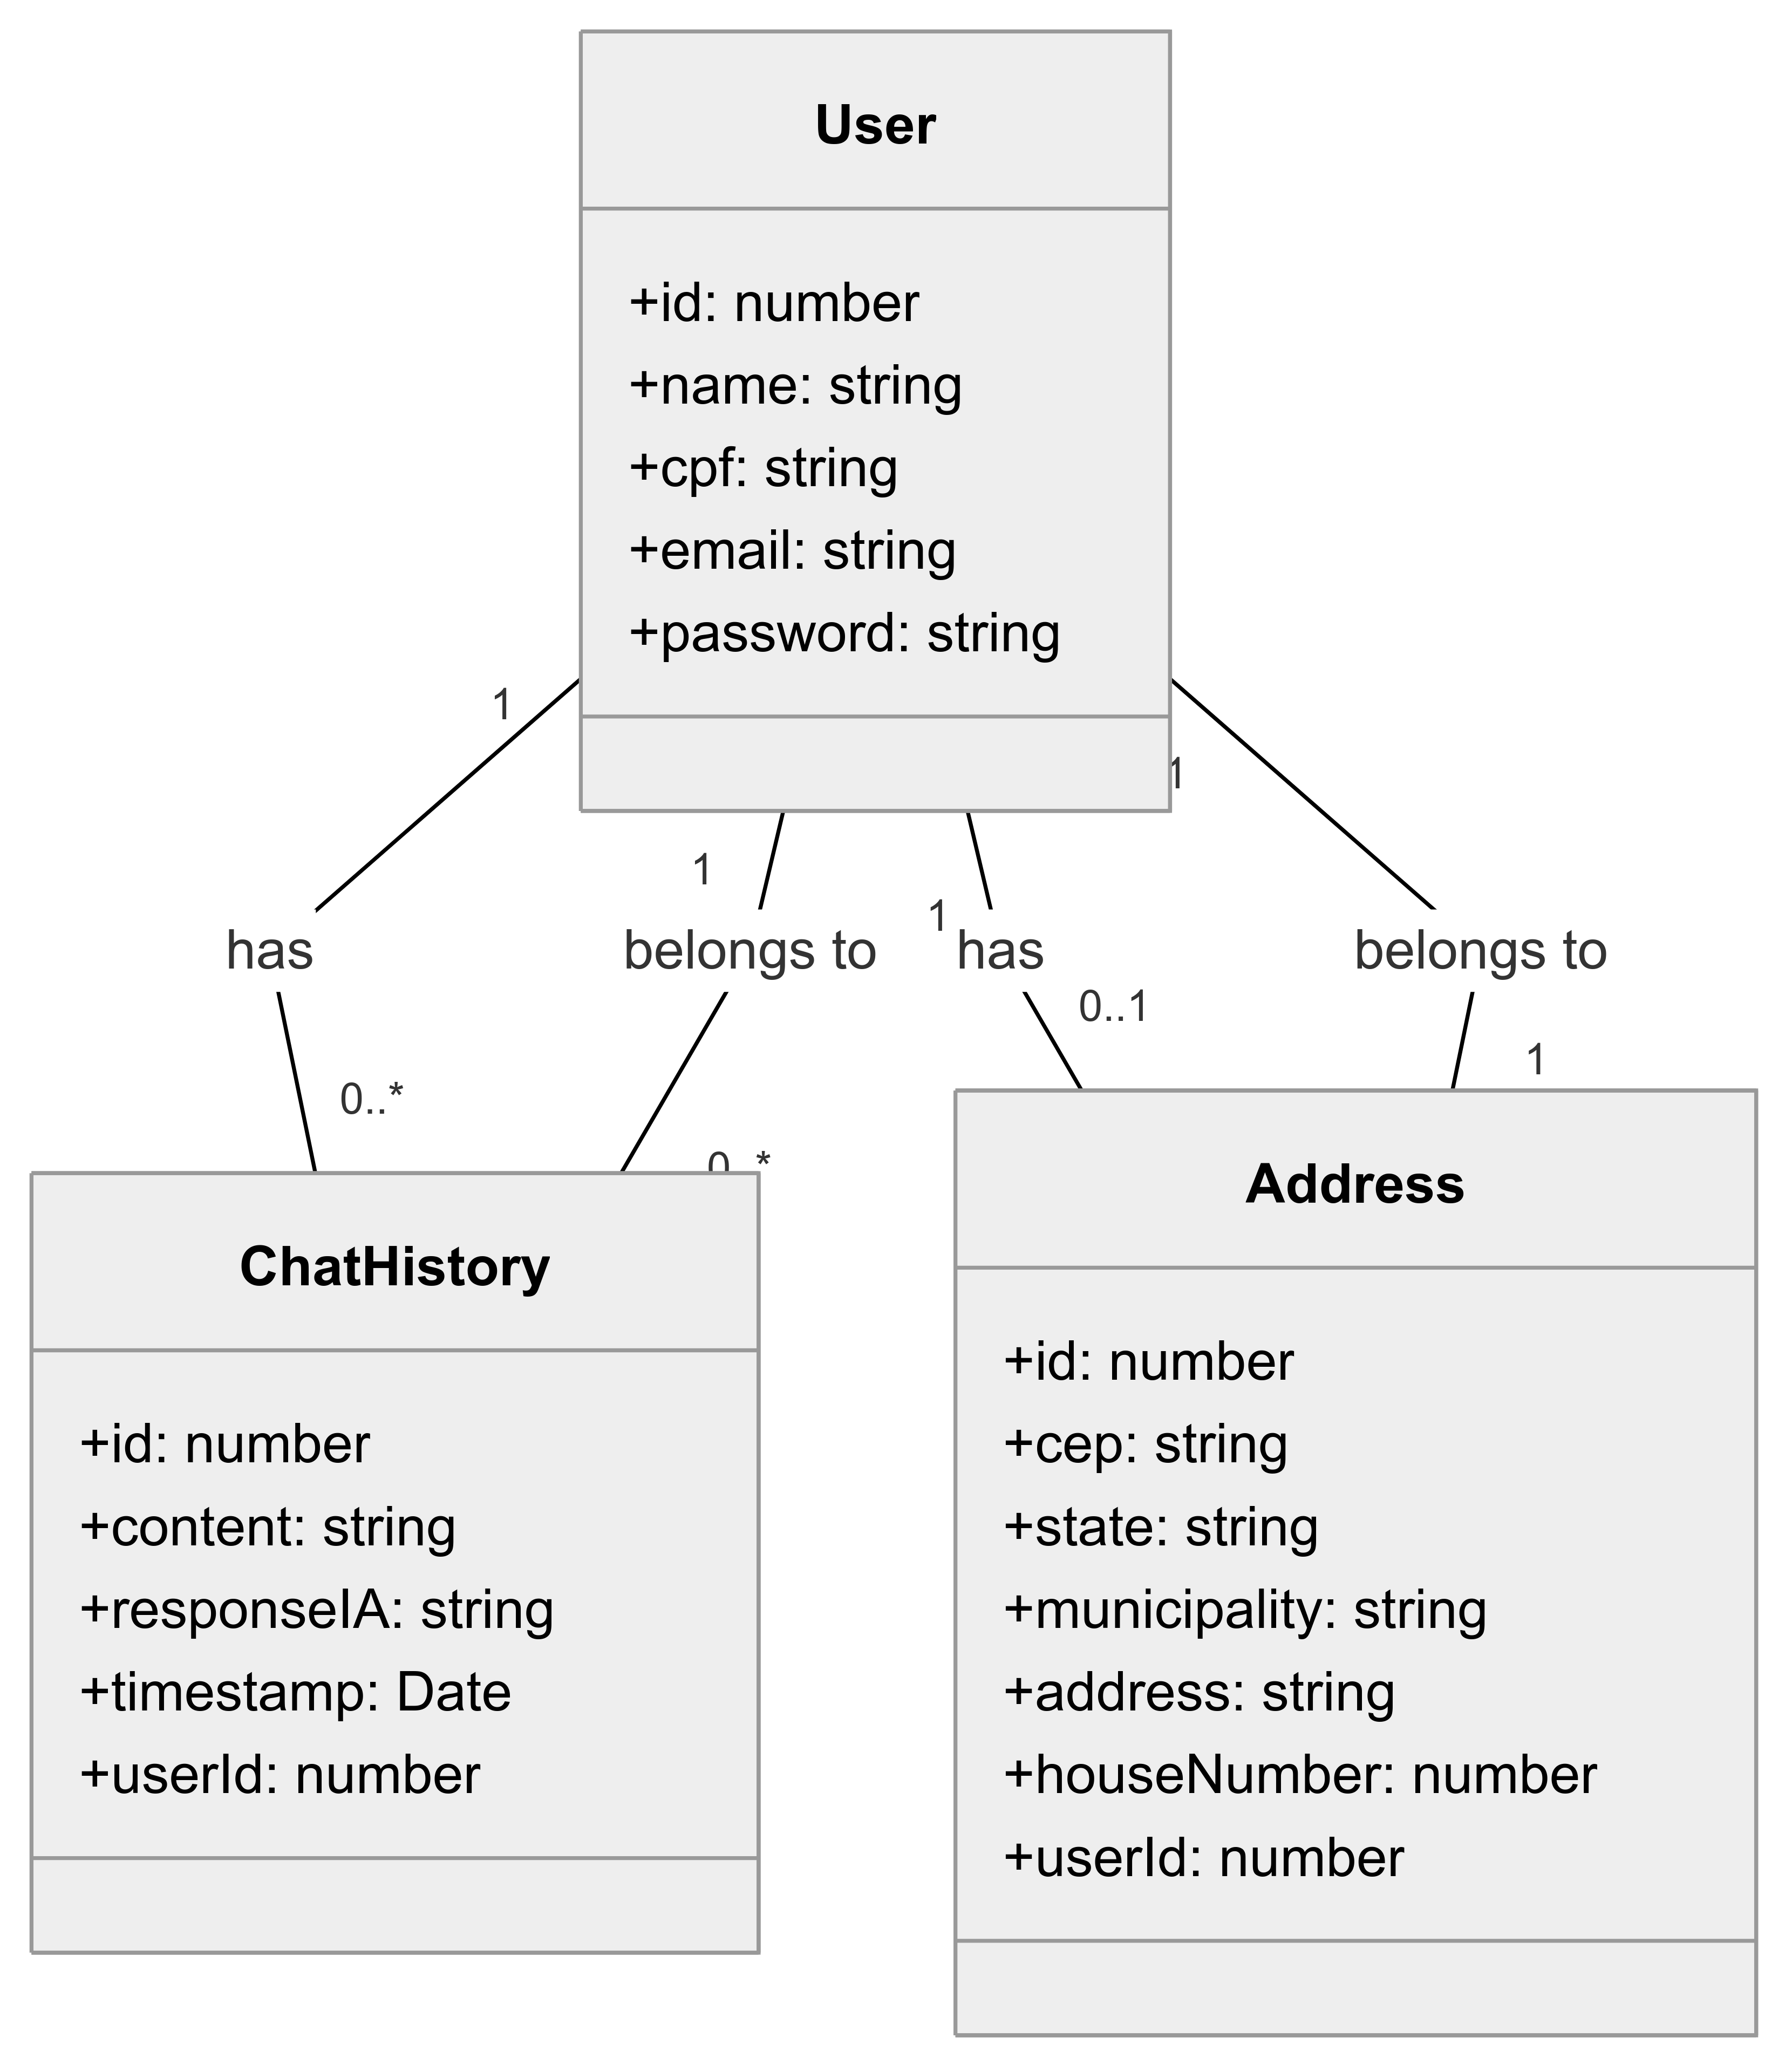 User
+id: number
+name: string
+cpf: string
+email: string
+password: string
1
1
1
1
has
belongs to
has
belongs to
0..1
1
0..*
0..*
ChatHistory
+id: number
+content: string
+responseIA: string
+timestamp: Date
+userId: number
Address
+id: number
+cep: string
+state: string
+municipality: string
+address: string
+houseNumber: number
+userId: number